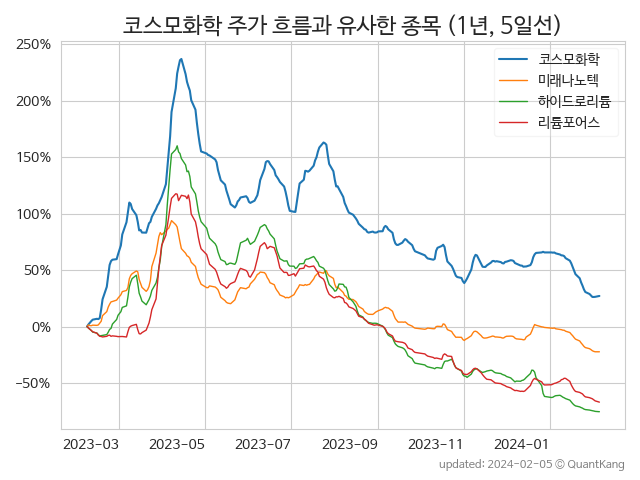 코스모화학 주가 흐름과 유사한 종목 (1년, 5일선)
250%
200%
150%
100%
50%
0%
−50%
코스모화학
미래나노텍
하이드로리튬
리튬포어스
2023-03 2023-05 2023-07 2023-09 2023-11 2024-01
updated: 2024-02-05 © QuantKang